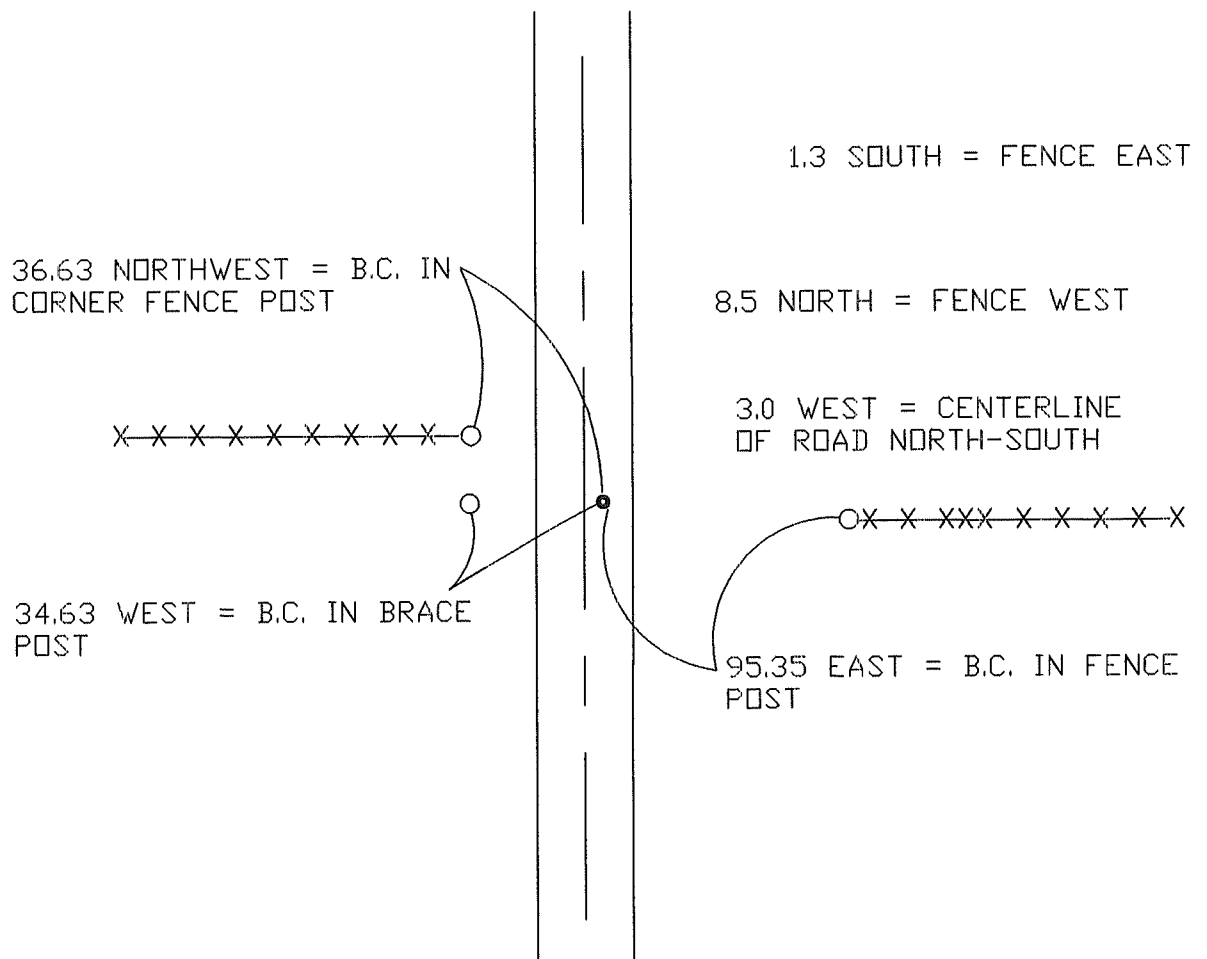 1.3 SOUTH = FENCE EAST
36.63 NORTHWEST = B.C. IN
CORNER FENCE POST
8.5 NORTH = FENCE WEST
3.0 WEST = CENTERLINE
OF ROAD NORTH-SOUTH
34.63 WEST = B.C. IN BRACE
POST
95.35 EAST = B.C. IN FENCE
POST